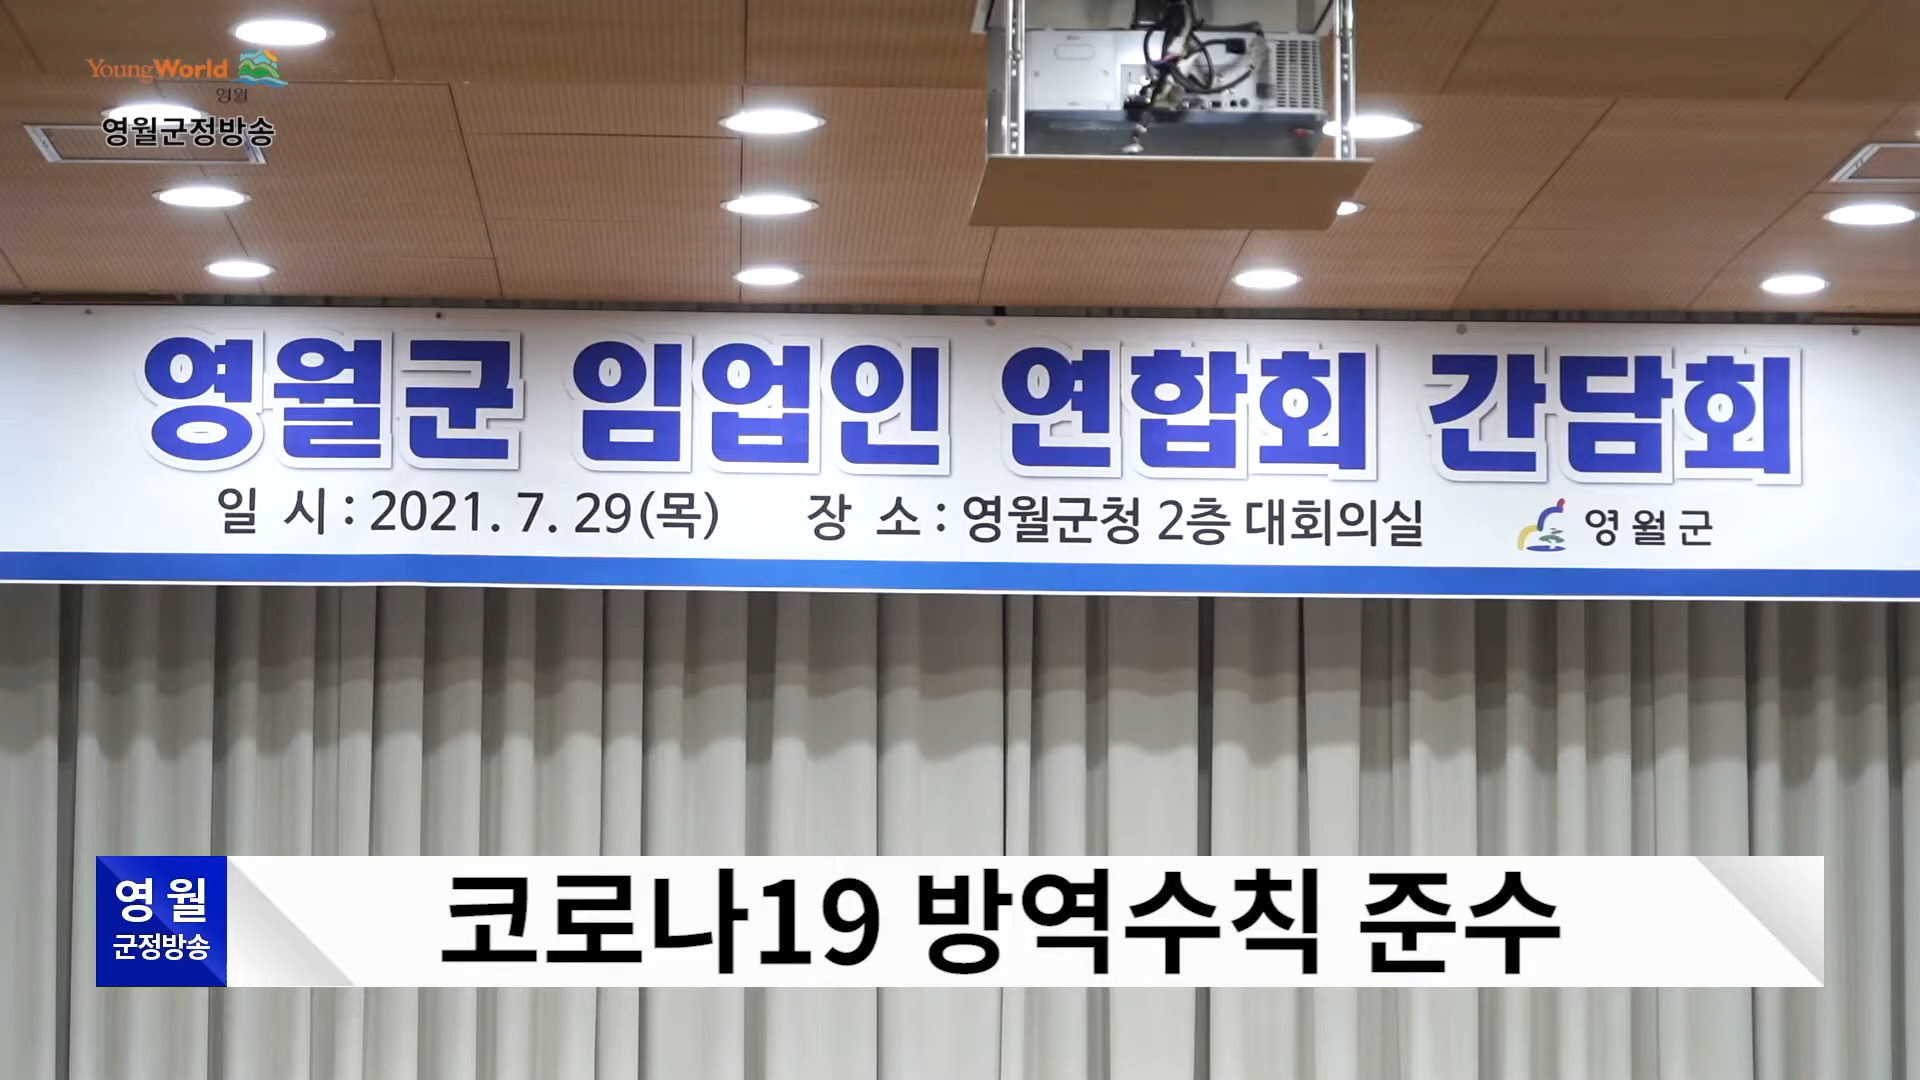 YoungWorld
영월
영월군정방송
영월군 임업인 연합회 간담회
일 시 : 2021. 7. 29(목) 장 소 : 영월군청 2층 대회의실 영월군
영월
군정방송
코로나19 방역수칙 준수